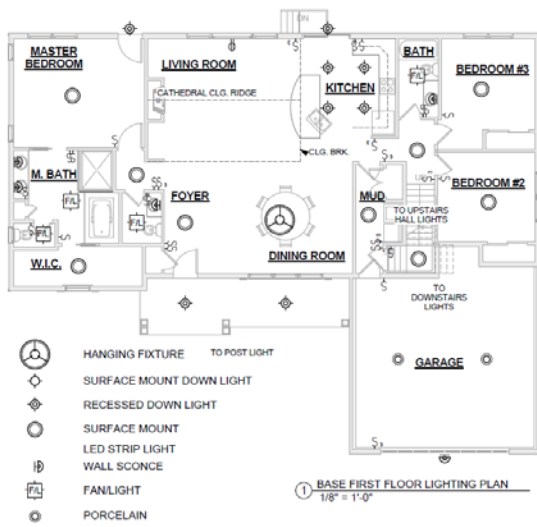 DN
MASTER
BEDROOM
LIVING ROOM
BATH
F/L
BEDROOM #3
KITCHEN
CATHEDRAL CLG. RIDGE
CLG. BRK.
M. BATH
F/L
FOYER
F/L
MUD
BEDROOM #2
TO UPSTAIRS
HALL LIGHTS
F/L
W.I.C.
DINING ROOM
TO
DOWNSTAIRS
LIGHTS
GARAGE
HANGING FIXTURE
TO POST LIGHT
SURFACE MOUNT DOWN LIGHT
RECESSED DOWN LIGHT
SURFACE MOUNT
LED STRIP LIGHT
WALL SCONCE
F/L FAN/LIGHT
PORCELAIN
1 BASE FIRST FLOOR LIGHTING PLAN
1/8" = 1'-0"